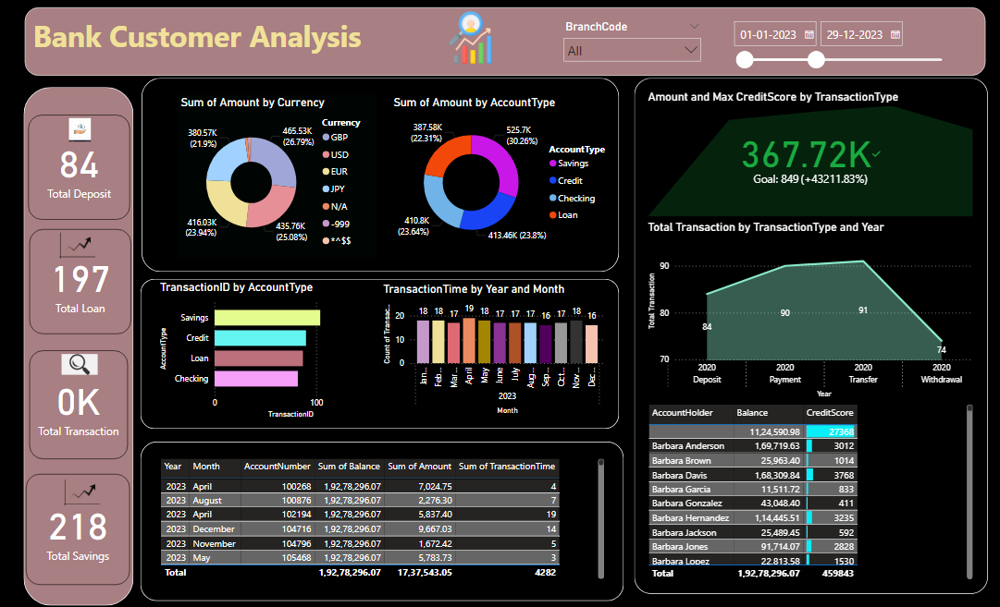 Bank Customer Analysis
BranchCode
All
01-01-2023
29-12-2023
84
Total Deposit
197
Total Loan
0K
Total Transaction
218
Total Savings
Sum of Amount by Currency
380.57K
(21.9%)
465.53K
(26.79%)
416.03K
(23.94%)
435.76K
(25.08%)
Currency
GBP
USD
EUR
JPY
N/A
-999
*^$$
Sum of Amount by AccountType
387.58K
(22.31%)
525.7K
(30.26%)
410.8K
(23.64%)
413.46K (23.8%)
AccountType
Savings
Credit
Checking
Loan
TransactionID by AccountType
AccountType
Savings
Credit
Loan
Checking
0 100
TransactionID
TransactionTime by Year and Month
Count of Transac...
20
10
0
18 18 17 19 18 17 17 17 16 17 18 16
Jan... Feb... Mar... April May June July Aug... Sep... Oct... Nov... Dec...
2023
Month
Year Month AccountNumber Sum of Balance Sum of Amount Sum of TransactionTime
2023 April 100268 1,92,78,296.07 7,024.75 4
2023 August 100876 1,92,78,296.07 2,276.30 7
2023 April 102194 1,92,78,296.07 5,837.40 19
2023 December 104716 1,92,78,296.07 9,667.03 14
2023 November 104796 1,92,78,296.07 1,672.42 5
2023 May 105468 1,92,78,296.07 5,783.73 3
Total 1,92,78,296.07 17,37,543.05 4282
Amount and Max CreditScore by TransactionType
367.72K
Goal: 849 (+43211.83%)
Total Transaction by TransactionType and Year
Total Transaction
90
80
70
84 90 91 74
2020 2020 2020 2020
Deposit Payment Transfer Withdrawal
Year
AccountHolder Balance CreditScore
11,24,590.98 27368
Barbara Anderson 1,69,719.63 3012
Barbara Brown 25,963.40 1014
Barbara Davis 1,68,309.84 3768
Barbara Garcia 11,511.72 833
Barbara Gonzalez 43,048.40 411
Barbara Hernandez 1,14,445.51 3235
Barbara Jackson 25,489.45 592
Barbara Jones 91,714.07 2828
Barbara Lopez 22,813.58 1530
Total 1,92,78,296.07 459843